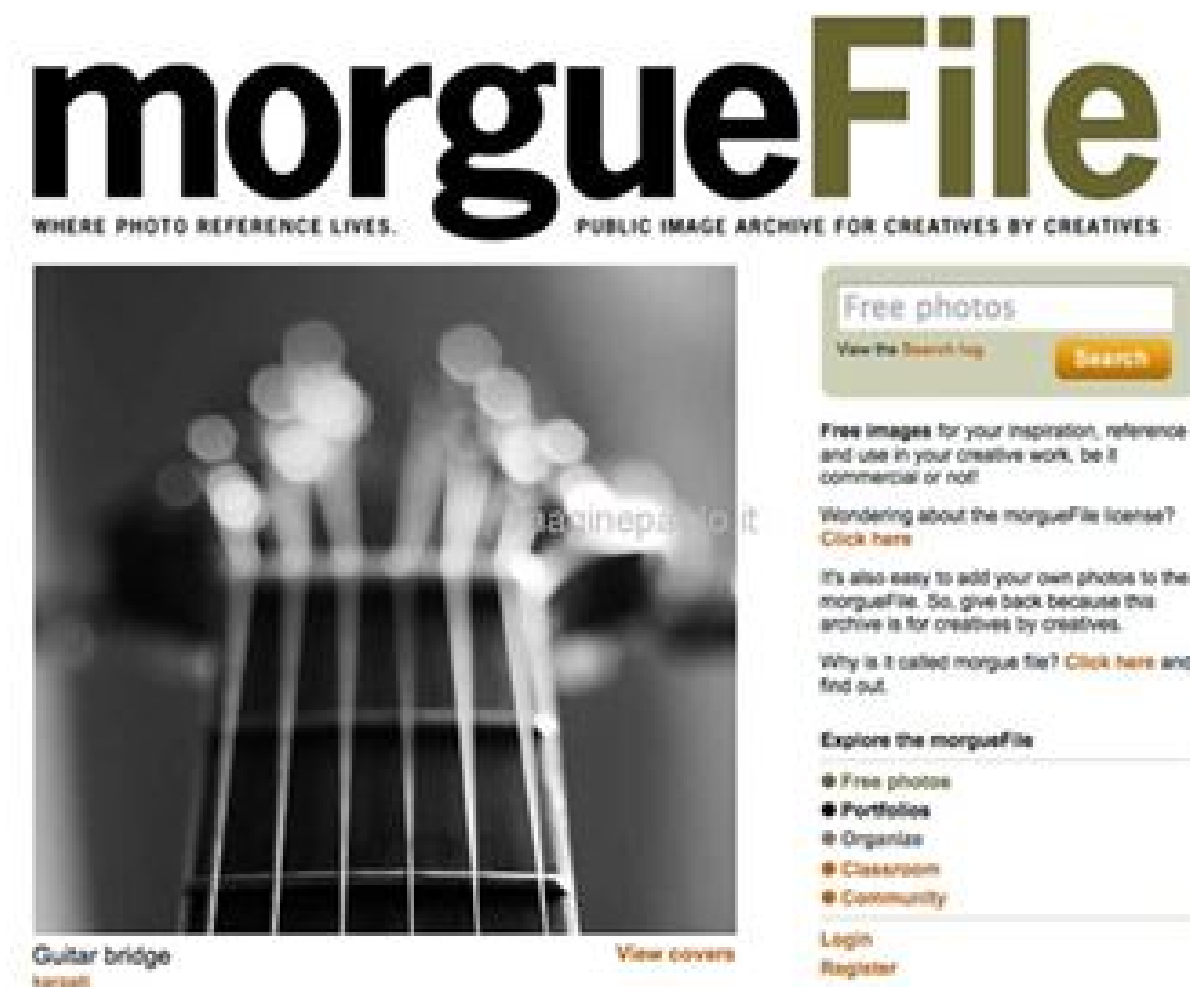 morgueFile
WHERE PHOTO REFERENCE LIVES.
PUBLIC IMAGE ARCHIVE FOR CREATIVES BY CREATIVES
Free photos
View the Search log
Search
Free images for your inspiration, reference
and use in your creative work, be it
commercial or not!
Wondering about the morgueFile license?
Click here
It's also easy to add your own photos to the
morgueFile. So, give back because this
archive is for creatives by creatives.
Why is it called morgue file? Click here and
find out.
Explore the morgueFile
Free photos
Portfolios
Organize
Classroom
Community
Login
Register
Guitar bridge
View covers